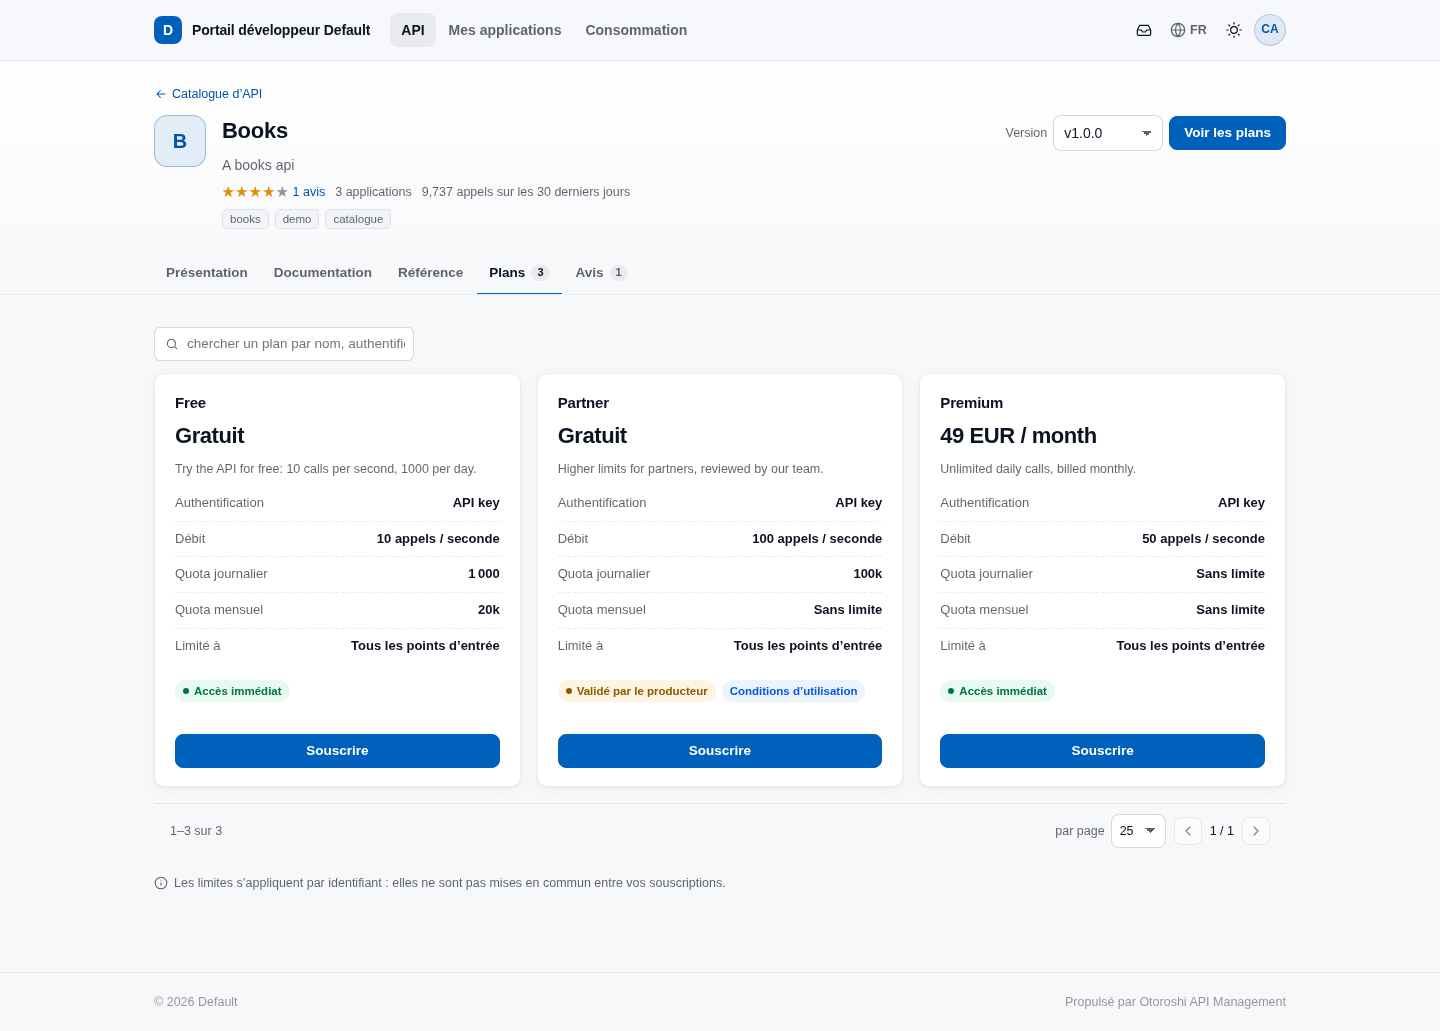 D Portail développeur Default API Mes applications Consommation FR CA
Catalogue d’API
B Books Version v1.0.0 Voir les plans
A books api
★★★★★ 1 avis 3 applications 9,737 appels sur les 30 derniers jours
books demo catalogue
Présentation Documentation Référence Plans 3 Avis 1
chercher un plan par nom, authentifi
Free
Gratuit
Try the API for free: 10 calls per second, 1000 per day.
Authentification API key
Débit 10 appels / seconde
Quota journalier 1 000
Quota mensuel 20k
Limité à Tous les points d’entrée
Accès immédiat
Souscrire
Partner
Gratuit
Higher limits for partners, reviewed by our team.
Authentification API key
Débit 100 appels / seconde
Quota journalier 100k
Quota mensuel Sans limite
Limité à Tous les points d’entrée
Validé par le producteur Conditions d’utilisation
Souscrire
Premium
49 EUR / month
Unlimited daily calls, billed monthly.
Authentification API key
Débit 50 appels / seconde
Quota journalier Sans limite
Quota mensuel Sans limite
Limité à Tous les points d’entrée
Accès immédiat
Souscrire
1–3 sur 3 par page 25 1 / 1
Les limites s’appliquent par identifiant : elles ne sont pas mises en commun entre vos souscriptions.
© 2026 Default Propulsé par Otoroshi API Management